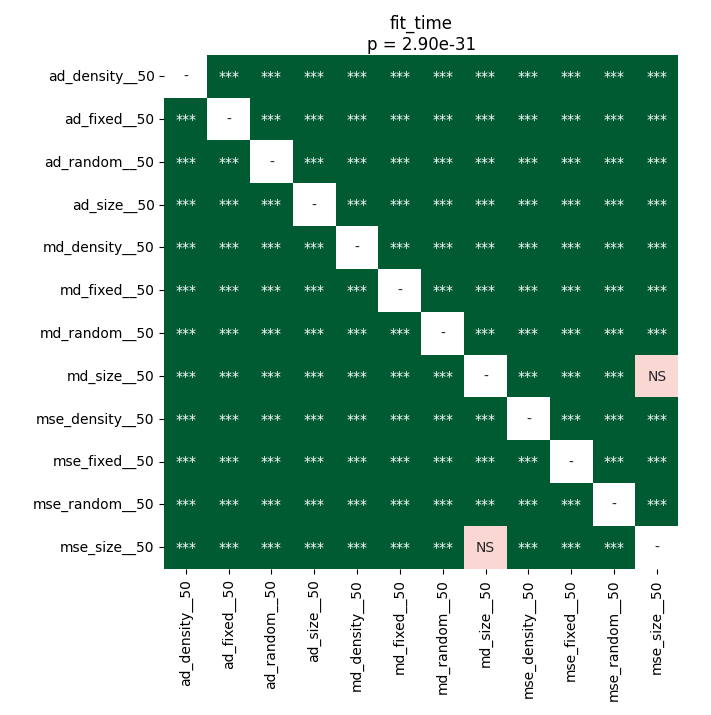 fit_time
p = 2.90e-31
ad_density__50 - *** *** *** *** *** *** *** *** *** *** ***
ad_fixed__50 *** - *** *** *** *** *** *** *** *** *** ***
ad_random__50 *** *** - *** *** *** *** *** *** *** *** ***
ad_size__50 *** *** *** - *** *** *** *** *** *** *** ***
md_density__50 *** *** *** *** - *** *** *** *** *** *** ***
md_fixed__50 *** *** *** *** *** - *** *** *** *** *** ***
md_random__50 *** *** *** *** *** *** - *** *** *** *** ***
md_size__50 *** *** *** *** *** *** *** - *** *** *** NS
mse_density__50 *** *** *** *** *** *** *** *** - *** *** ***
mse_fixed__50 *** *** *** *** *** *** *** *** *** - *** ***
mse_random__50 *** *** *** *** *** *** *** *** *** *** - ***
mse_size__50 *** *** *** *** *** *** *** NS *** *** *** -
ad_density__50
ad_fixed__50
ad_random__50
ad_size__50
md_density__50
md_fixed__50
md_random__50
md_size__50
mse_density__50
mse_fixed__50
mse_random__50
mse_size__50